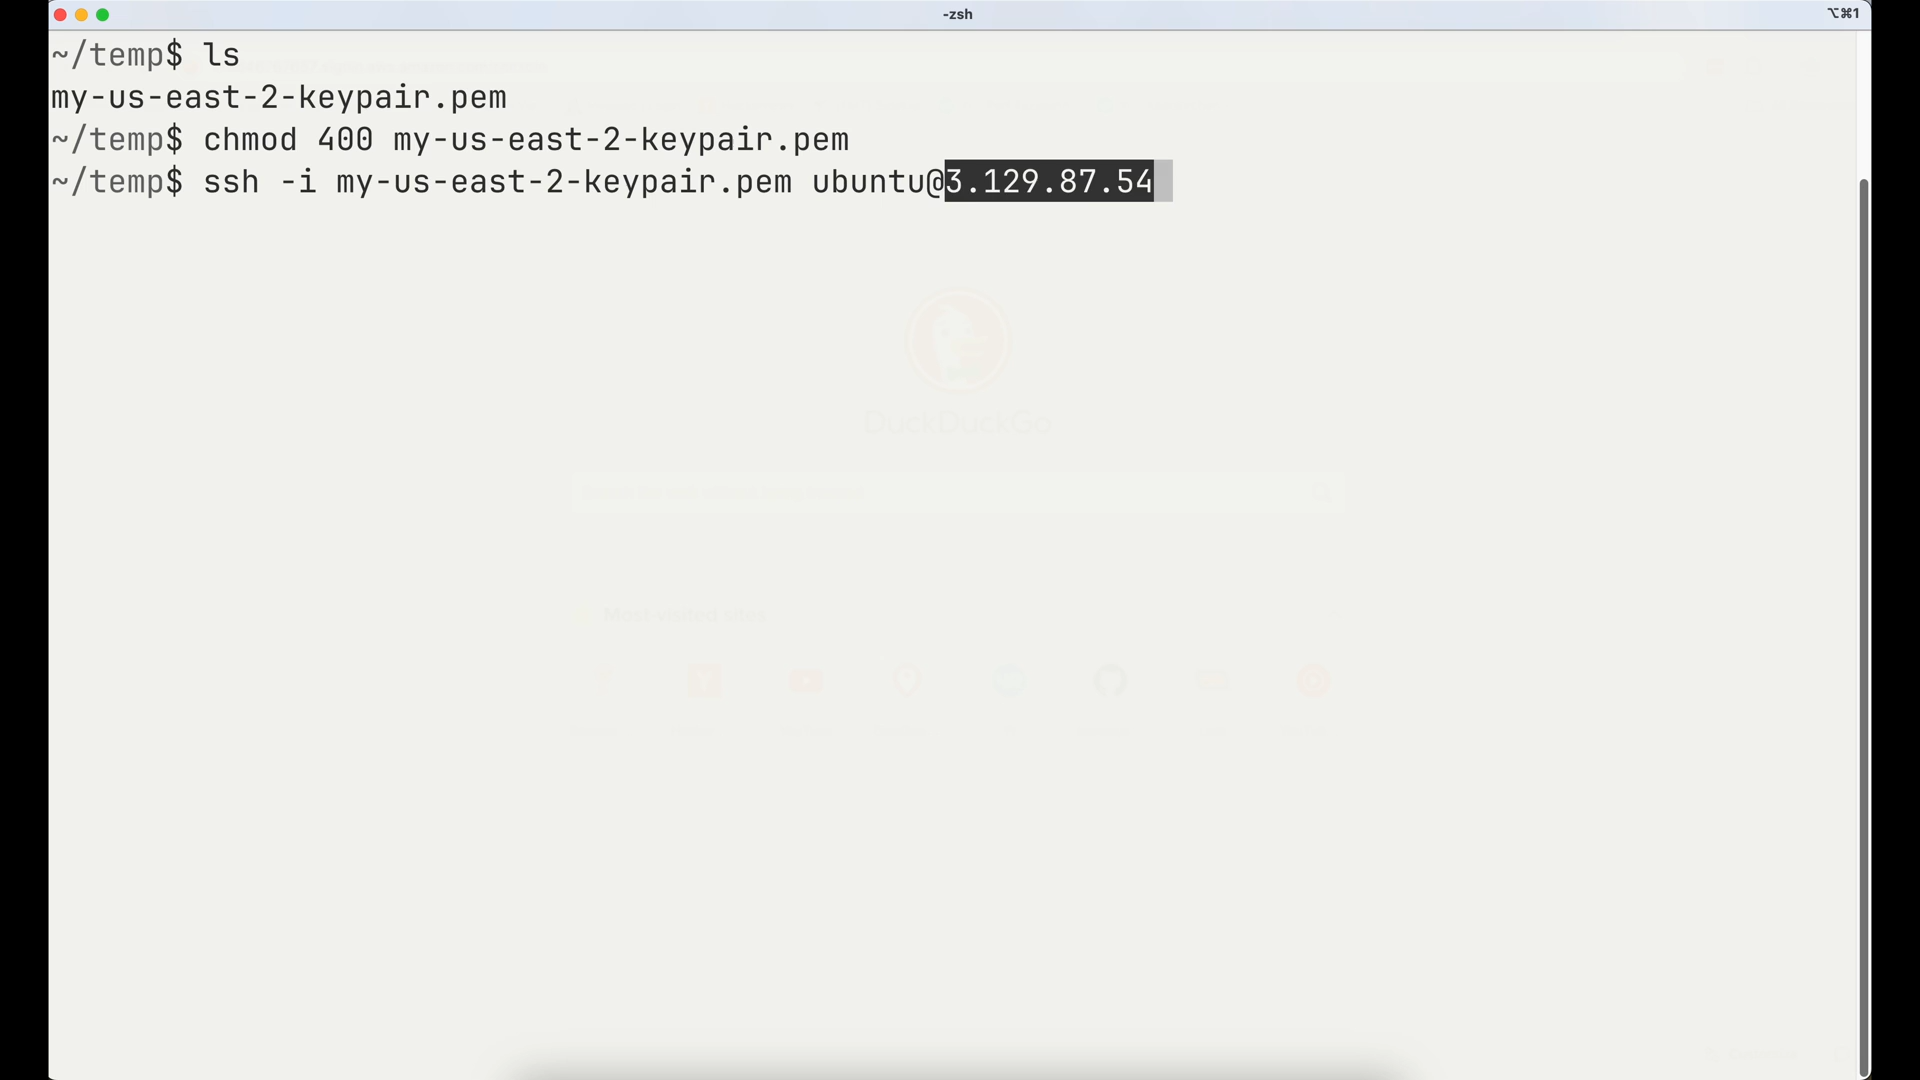 -zsh
⌥⌘1
~/temp$ ls
my-us-east-2-keypair.pem
~/temp$ chmod 400 my-us-east-2-keypair.pem
~/temp$ ssh -i my-us-east-2-keypair.pem ubuntu@3.129.87.54
DuckDuckGo
Most-visited sites